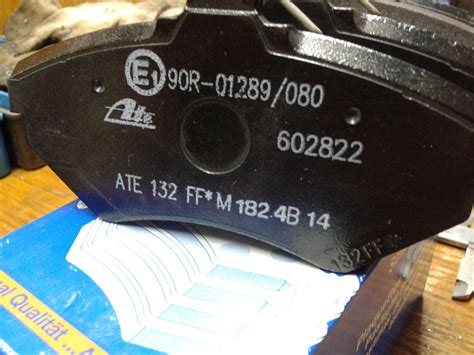 E1 90R-01289/080
Ate 602822
ATE 132 FF*M 182.4B 14
132 FF*
al Qualität...A